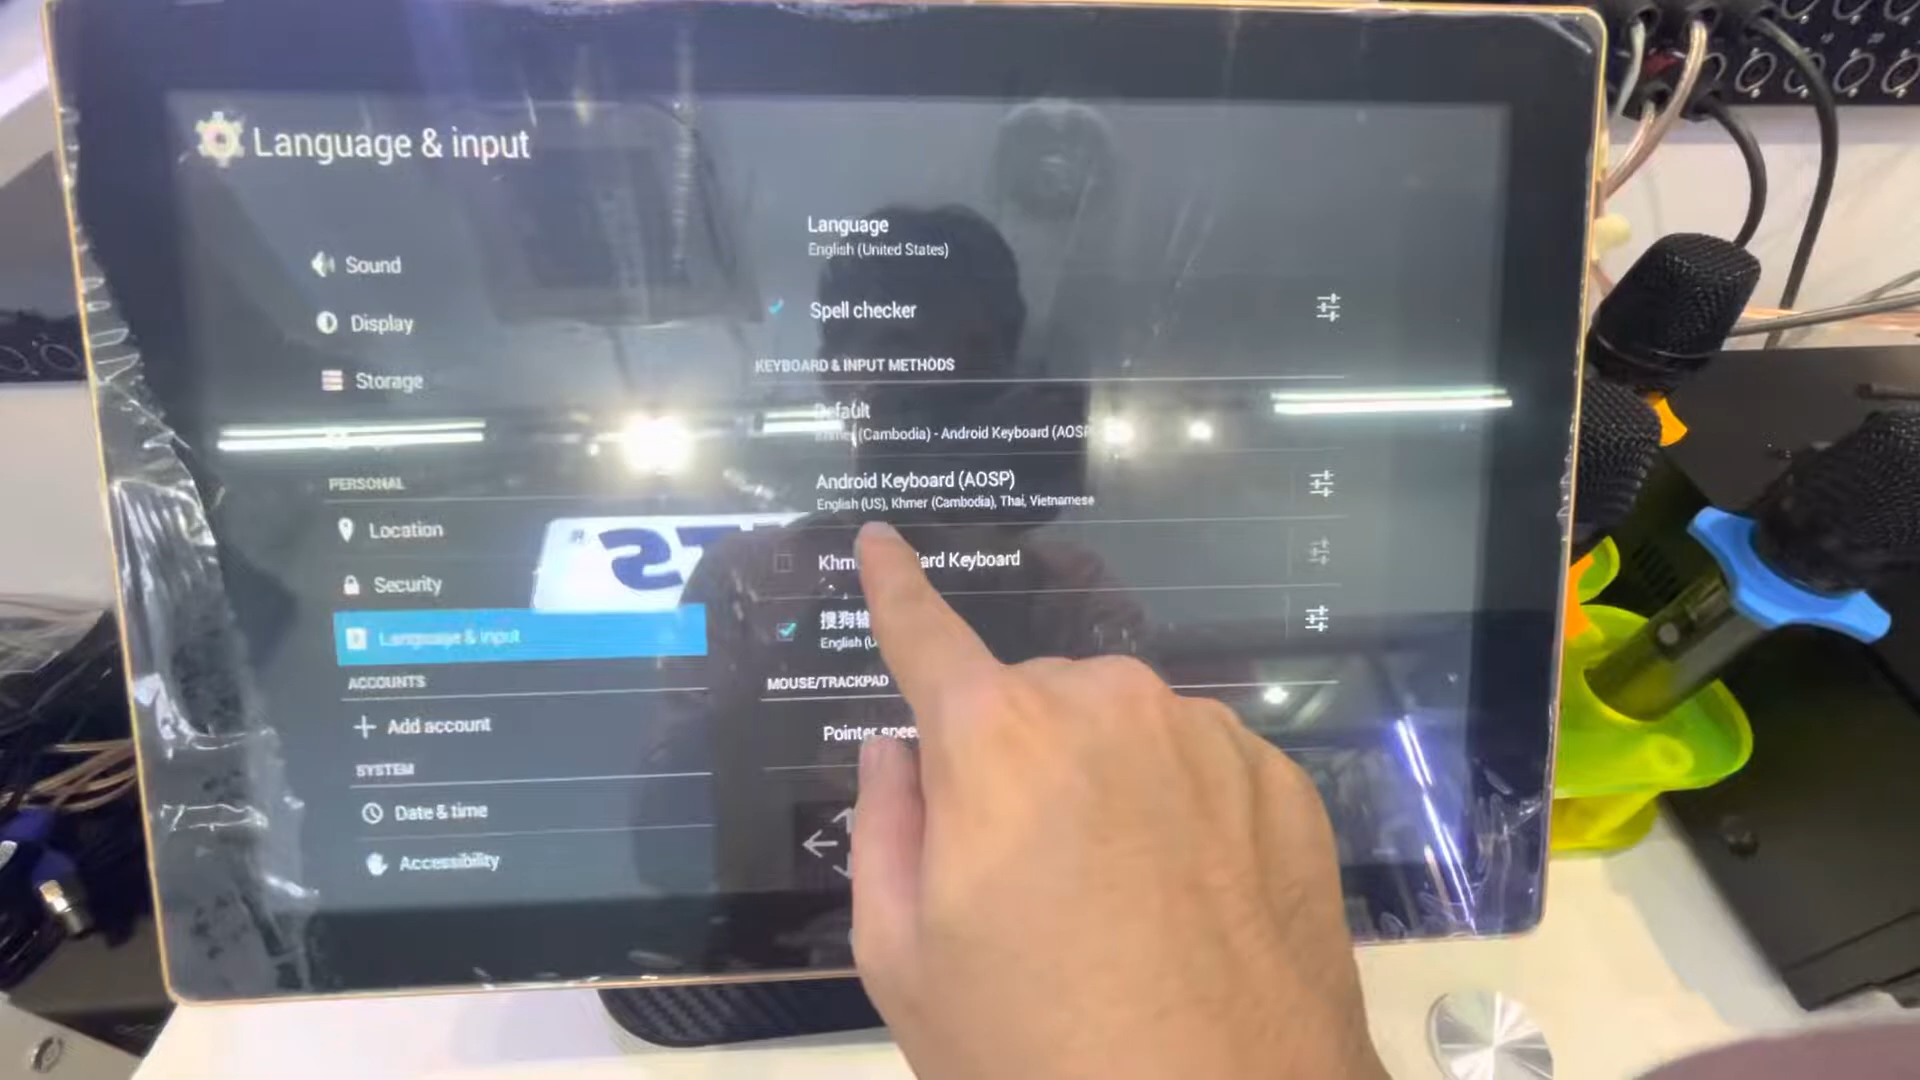 Language & input
Sound
Display
Storage
PERSONAL
Location
Security
Language & input
ACCOUNTS
Add account
SYSTEM
Date & time
Accessibility
Language
English (United States)
Spell checker
KEYBOARD & INPUT METHODS
Default
(Cambodia) - Android Keyboard (AOSP
Android Keyboard (AOSP)
English (US), Khmer (Cambodia), Thai, Vietnamese
Keyboard
搜狗输
English
MOUSE/TRACKPAD
Pointer